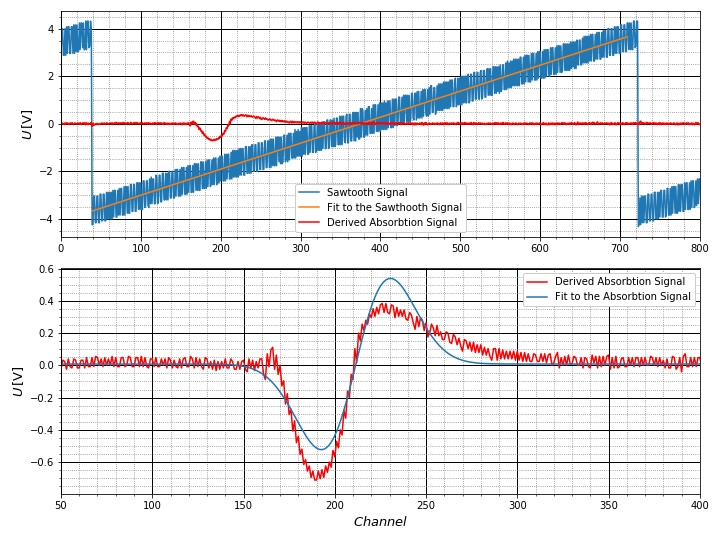 4
2
0
−2
−4
U [V]
Sawtooth Signal
Fit to the Sawthooth Signal
Derived Absorbtion Signal
0 100 200 300 400 500 600 700 800
0.6
0.4
0.2
0.0
−0.2
−0.4
−0.6
U [V]
Derived Absorbtion Signal
Fit to the Absorbtion Signal
50 100 150 200 250 300 350 400
Channel